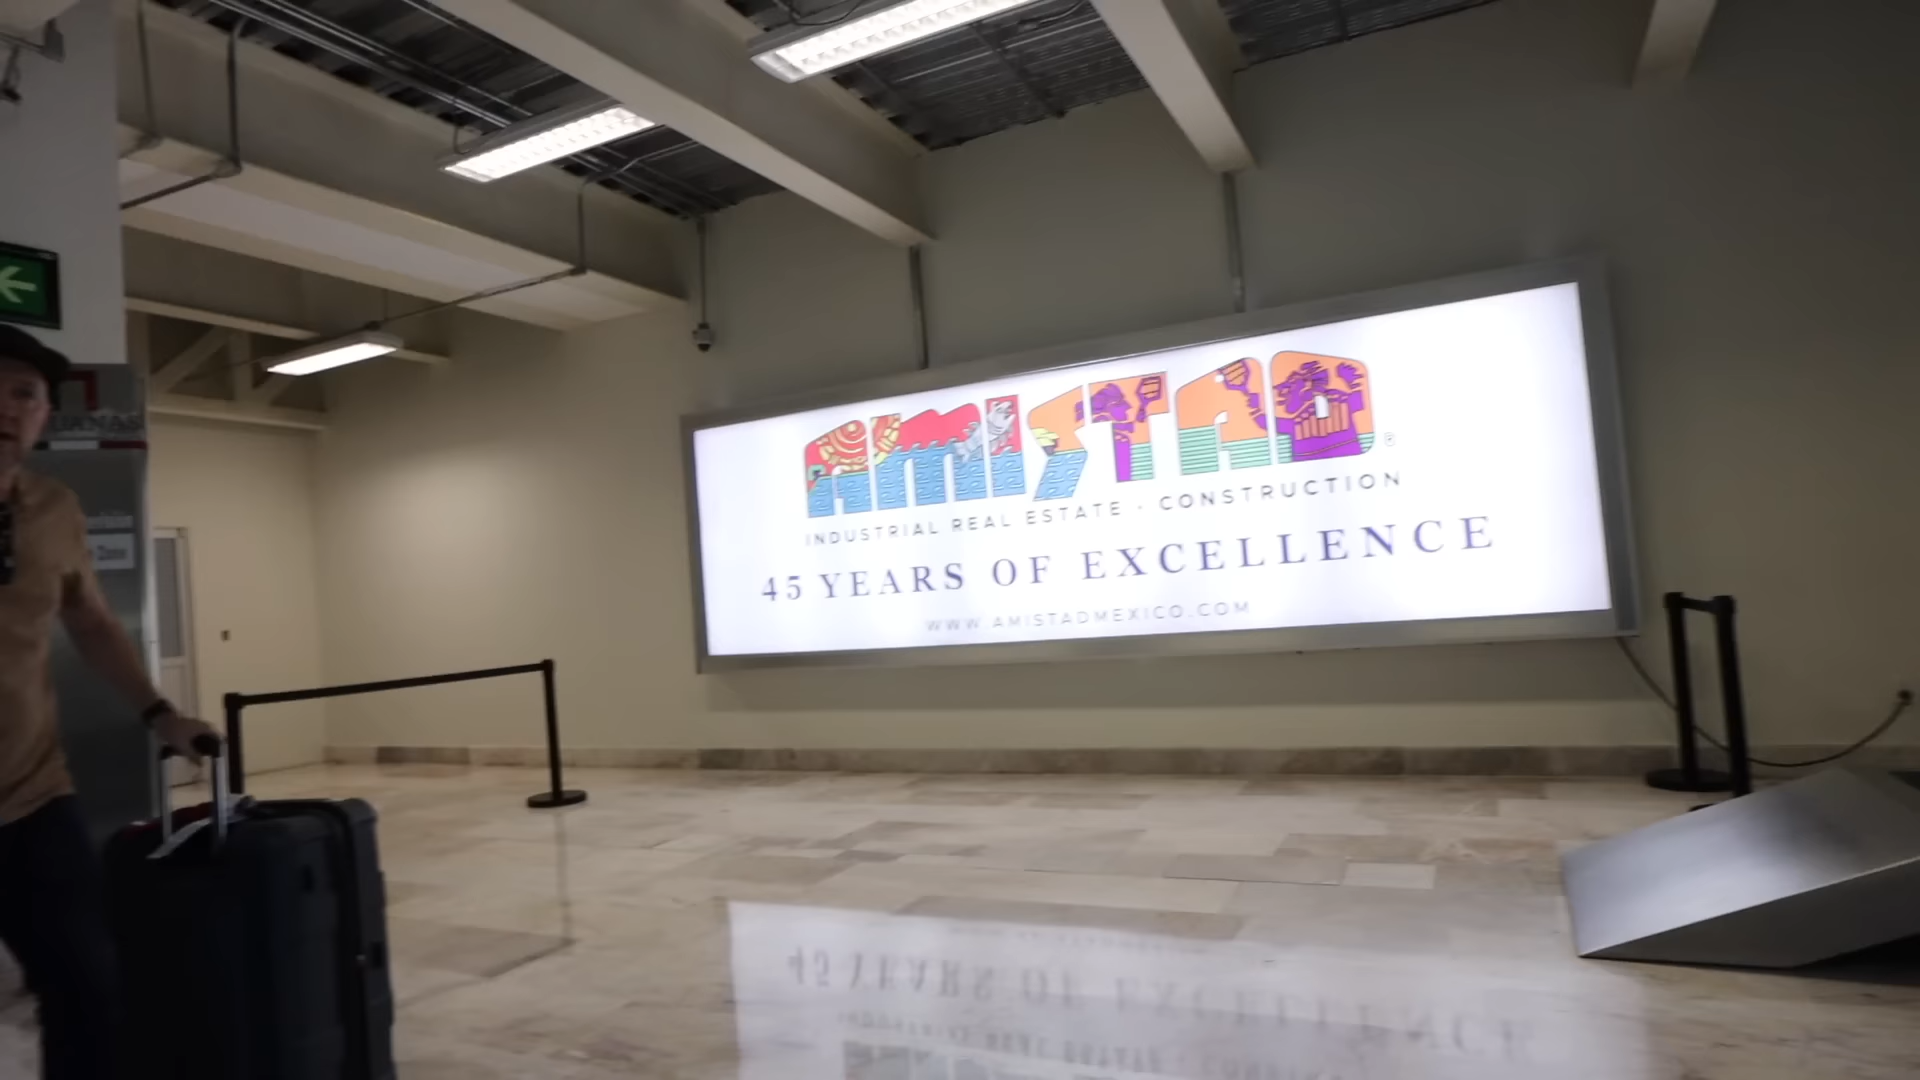 AMISTAD®
INDUSTRIAL REAL ESTATE · CONSTRUCTION
45 YEARS OF EXCELLENCE
WWW.AMISTADMEXICO.COM